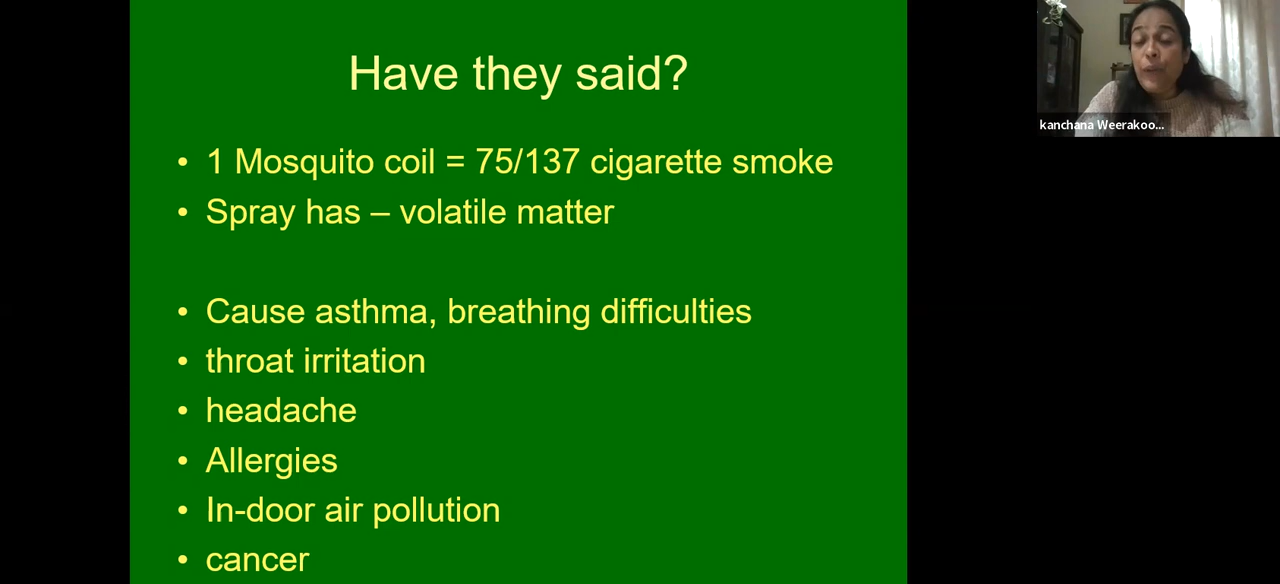 Have they said?
• 1 Mosquito coil = 75/137 cigarette smoke
• Spray has – volatile matter
• Cause asthma, breathing difficulties
• throat irritation
• headache
• Allergies
• In-door air pollution
• cancer
kanchana Weerakoo...